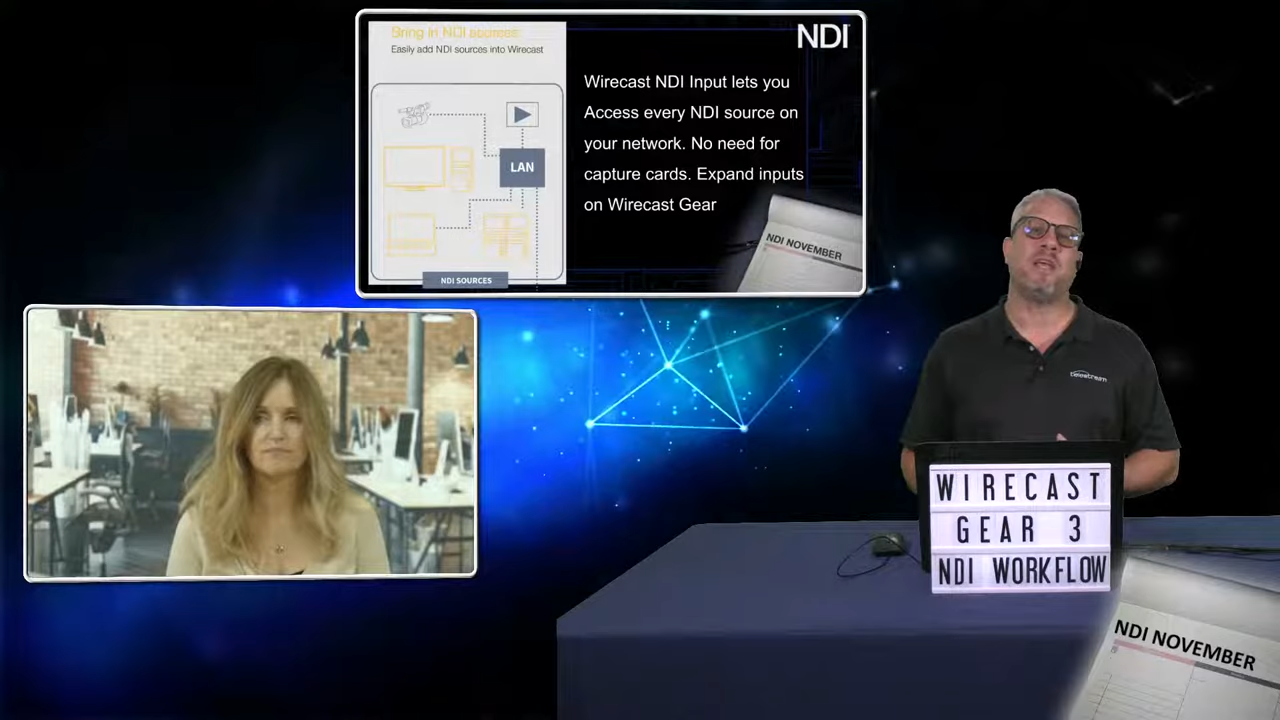 Bring in NDI sources:
Easily add NDI sources into Wirecast
LAN
NDI SOURCES
NDI
Wirecast NDI Input lets you
Access every NDI source on
your network. No need for
capture cards. Expand inputs
on Wirecast Gear
NDI NOVEMBER
telestream
WIRECAST
GEAR 3
NDI WORKFLOW
NDI NOVEMBER